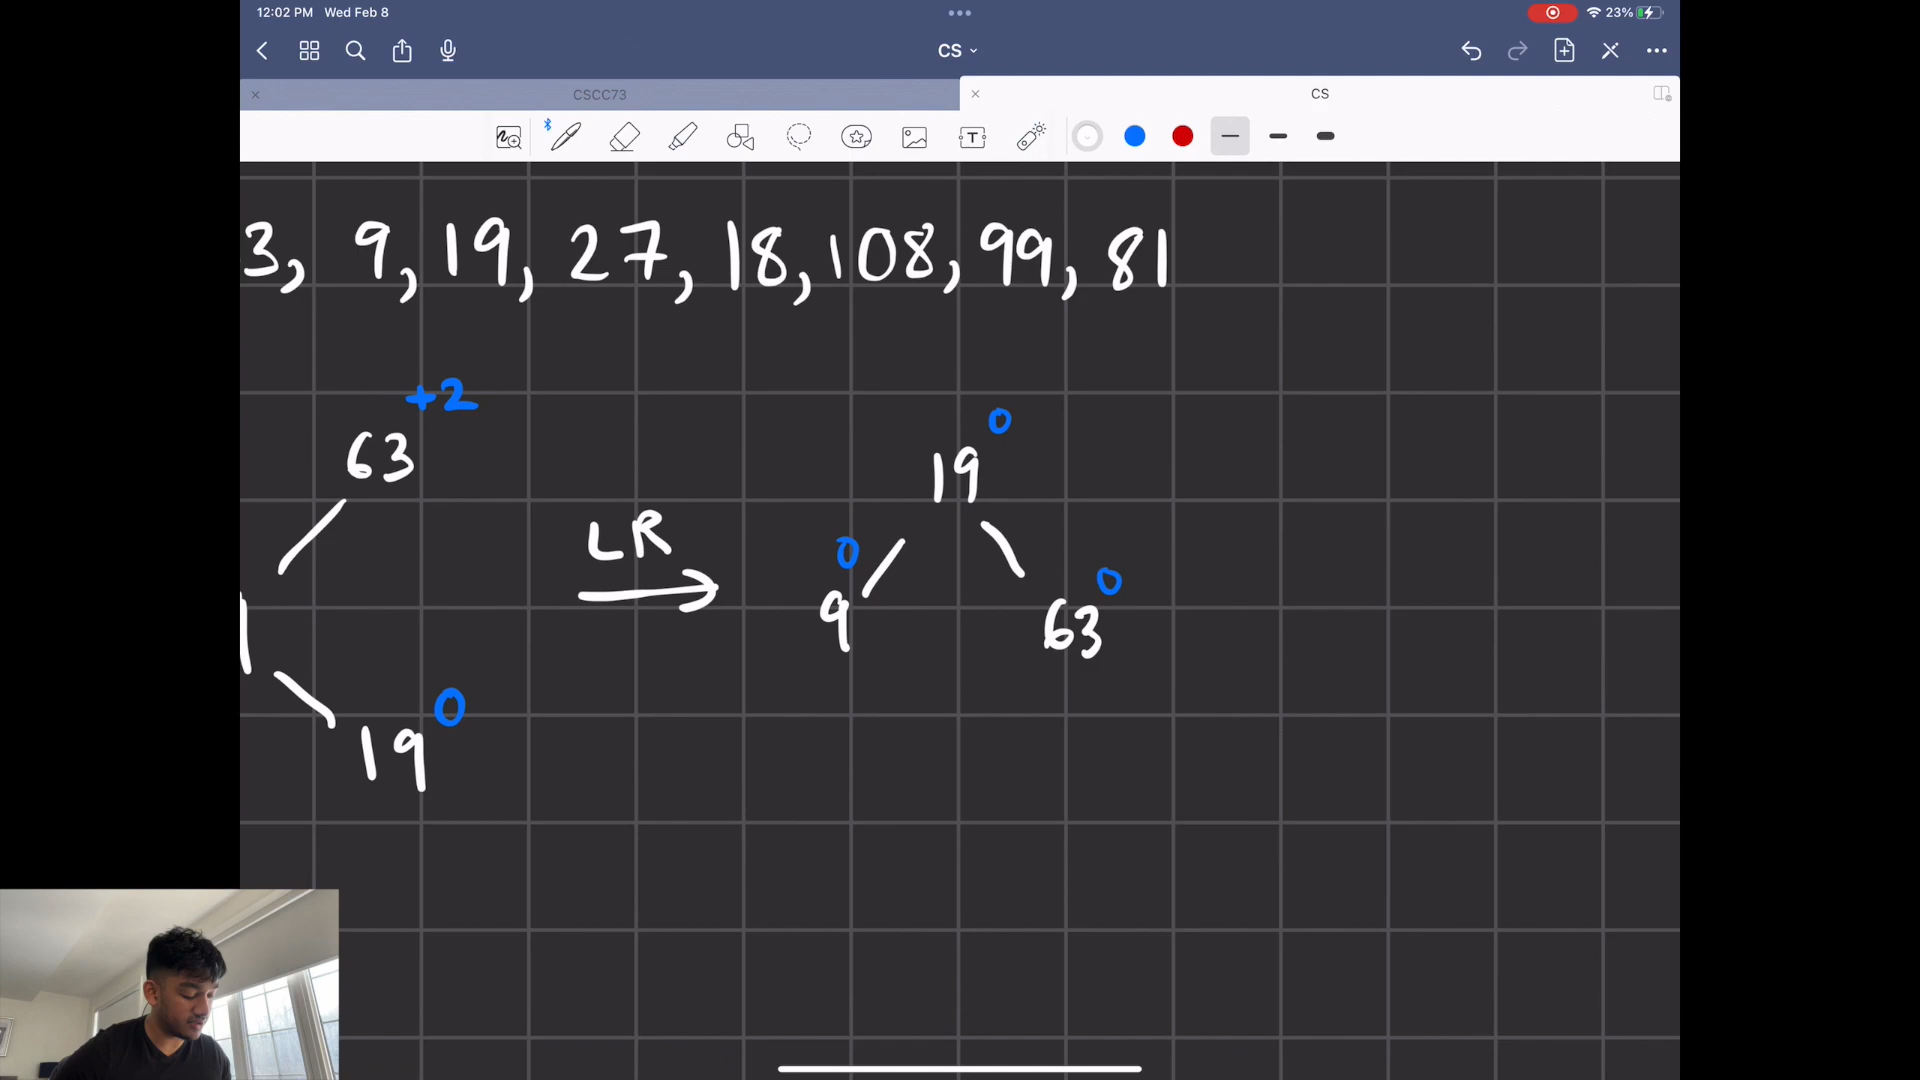 12:02 PM Wed Feb 8
23%
CS
CSCC73
CS
T
3, 9, 19, 27, 18, 108, 99, 81
+2
63
0
19
LR
0
9
0
63
0
19